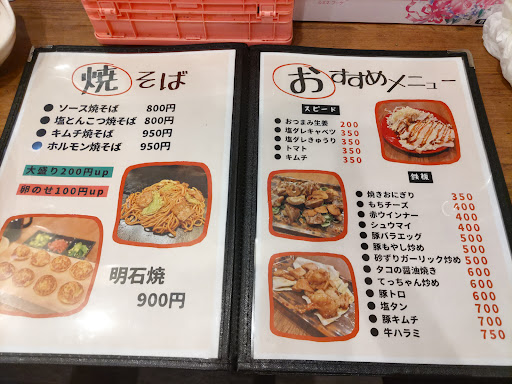 焼そば
ソース焼そば 800円
塩とんこつ焼そば 800円
キムチ焼そば 950円
ホルモン焼そば 950円
大盛り200円up
卵のせ100円up
明石焼
900円
おすすめメニュー
スピード
おつまみ生姜 200
塩ダレキャベツ 350
塩ダレきゅうり 350
トマト 350
キムチ 350
鉄板
焼きおにぎり 350
もちチーズ 400
赤ウインナー 400
シュウマイ 400
豚バラエッグ 500
豚もやし炒め 500
砂ずりガーリック炒め 500
タコの醤油焼き 600
てっちゃん炒め 600
豚トロ 600
塩タン 700
豚キムチ 700
牛ハラミ 750